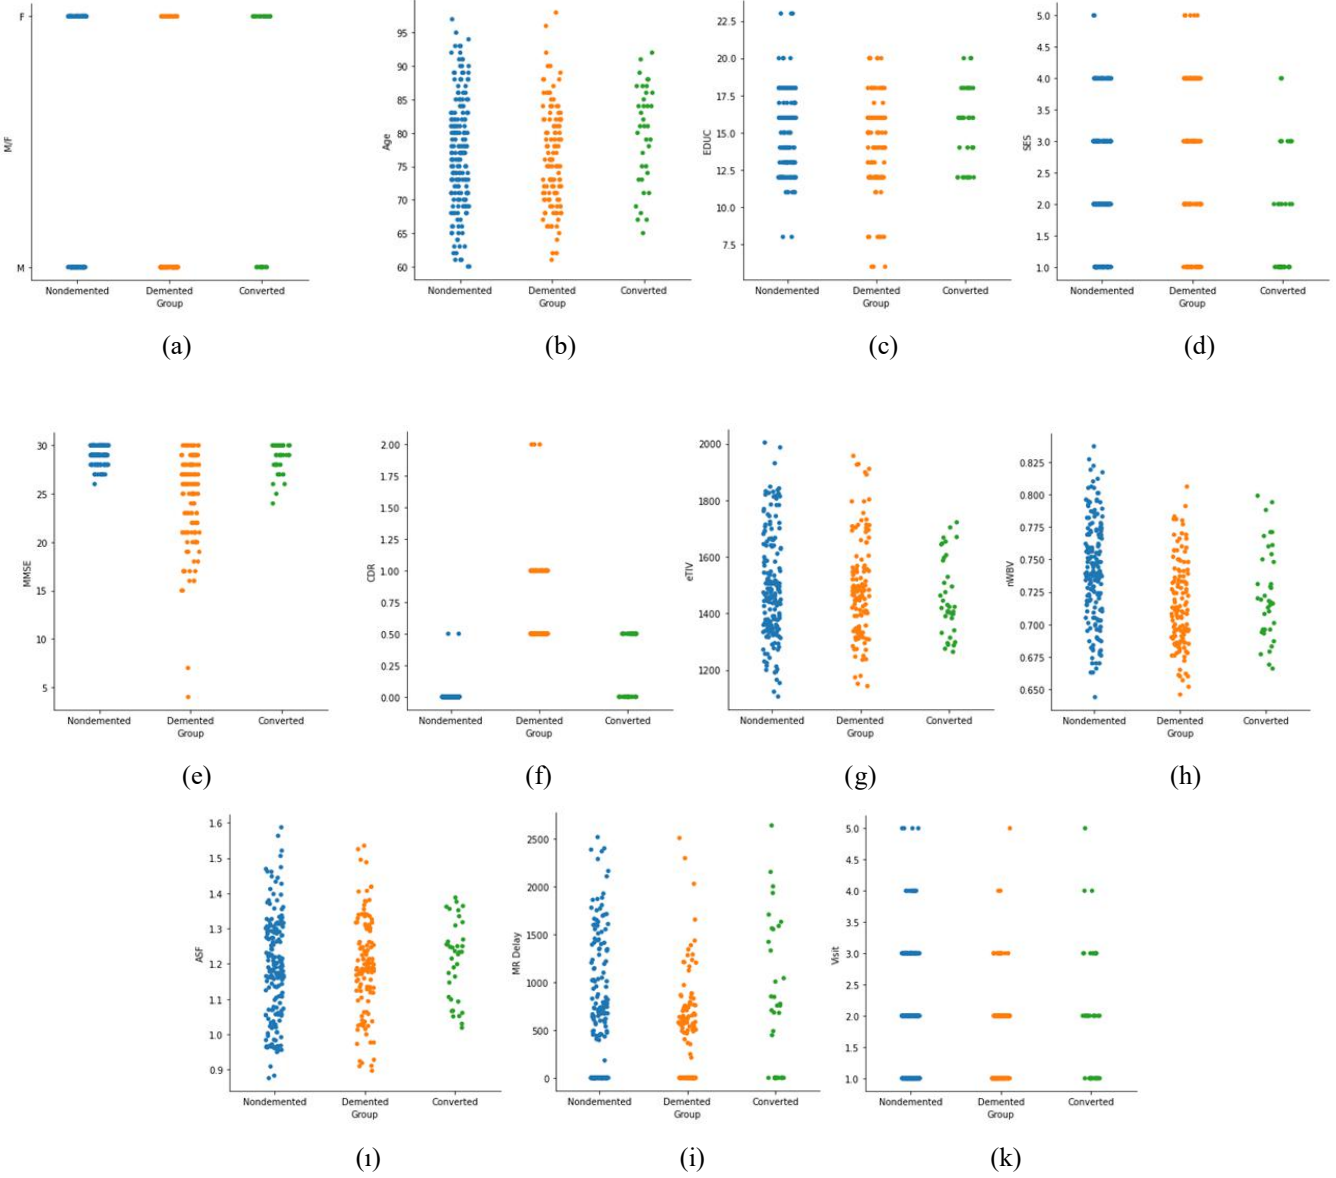 F
M/F
M
Nondemented Demented Converted
Group
(a)
95
90
85
80
75
70
65
60
Age
Nondemented Demented Converted
Group
(b)
22.5
20.0
17.5
15.0
12.5
10.0
7.5
EDUC
Nondemented Demented Converted
Group
(c)
5.0
4.5
4.0
3.5
3.0
2.5
2.0
1.5
1.0
SES
Nondemented Demented Converted
Group
(d)
30
25
20
15
10
5
MMSE
Nondemented Demented Converted
Group
(e)
2.00
1.75
1.50
1.25
1.00
0.75
0.50
0.25
0.00
CDR
Nondemented Demented Converted
Group
(f)
2000
1800
1600
1400
1200
eTIV
Nondemented Demented Converted
Group
(g)
0.825
0.800
0.775
0.750
0.725
0.700
0.675
0.650
nWBV
Nondemented Demented Converted
Group
(h)
1.6
1.5
1.4
1.3
1.2
1.1
1.0
0.9
ASF
Nondemented Demented Converted
Group
(ı)
2500
2000
1500
1000
500
0
MR Delay
Nondemented Demented Converted
Group
(i)
5.0
4.5
4.0
3.5
3.0
2.5
2.0
1.5
1.0
Visit
Nondemented Demented Converted
Group
(k)